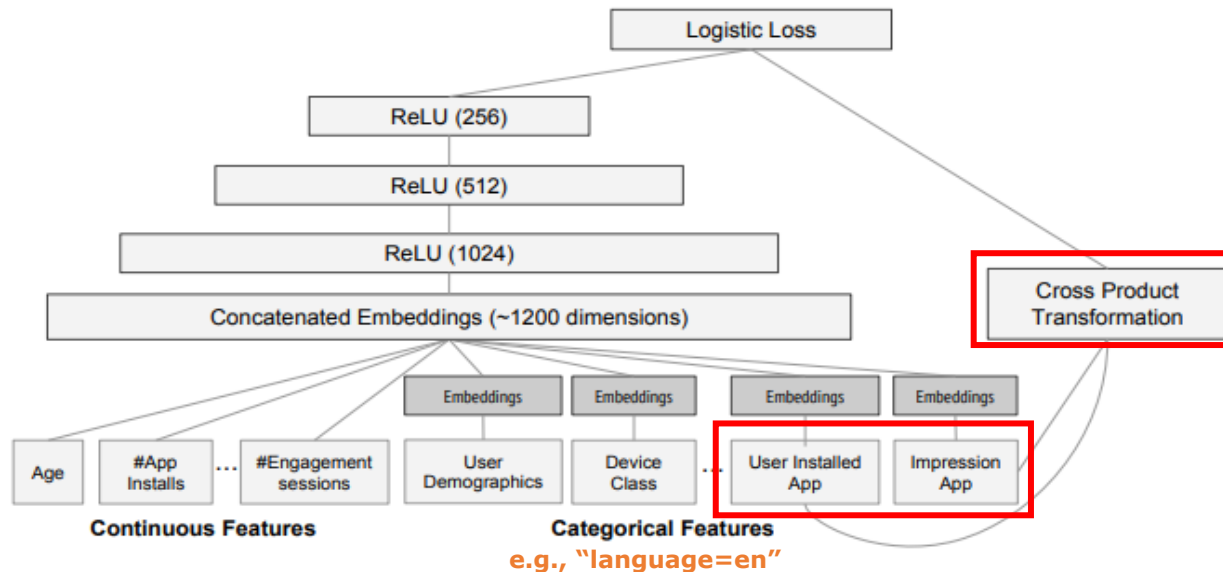 Logistic Loss
ReLU (256)
ReLU (512)
ReLU (1024)
Cross Product
Transformation
Concatenated Embeddings (~1200 dimensions)
Embeddings
Embeddings
Embeddings
Embeddings
Age
#App
Installs
...
#Engagement
sessions
User
Demographics
Device
Class
...
User Installed
App
Impression
App
Continuous Features
Categorical Features
e.g., “language=en”